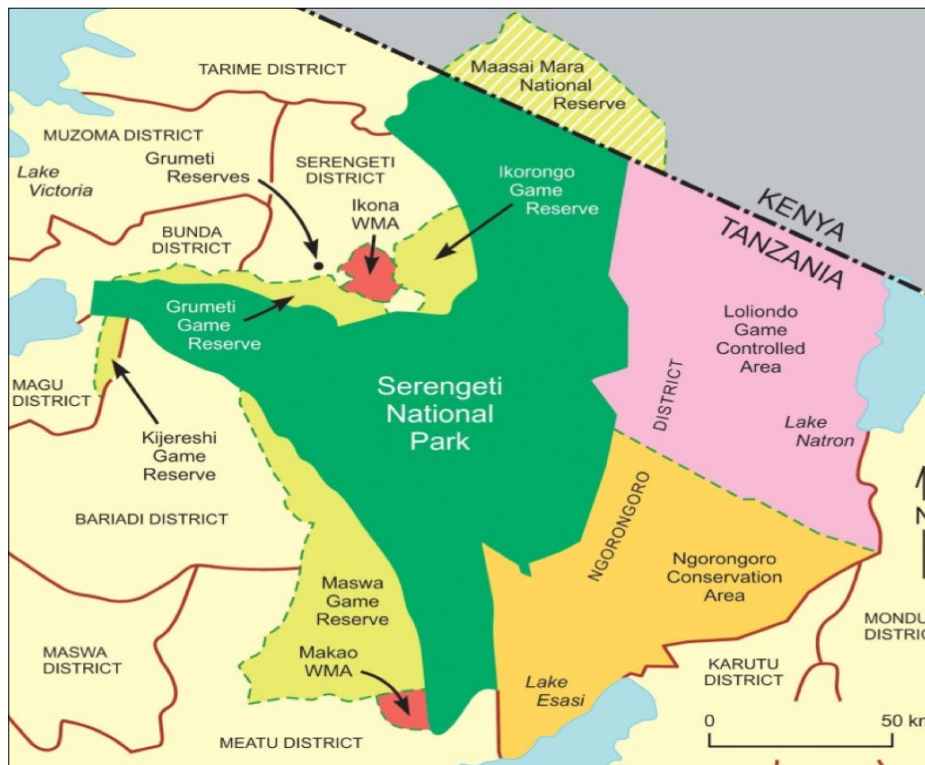 TARIME DISTRICT
Maasai Mara
National
Reserve
MUZOMA DISTRICT
Lake
Victoria
Grumeti
Reserves
SERENGETI
DISTRICT
Ikona
WMA
Ikorongo
Game
Reserve
KENYA
TANZANIA
BUNDA
DISTRICT
Grumeti
Game
Reserve
Loliondo
Game
Controlled
Area
MAGU
DISTRICT
Serengeti
National
Park
DISTRICT
Lake
Natron
Kijereshi
Game
Reserve
BARIADI DISTRICT
NGORONGORO
N
Ngorongoro
Conservation
Area
Maswa
Game
Reserve
MASWA
DISTRICT
Makao
WMA
MONDU
DISTRIC
KARUTU
DISTRICT
Lake
Esasi
MEATU DISTRICT
0 50 km